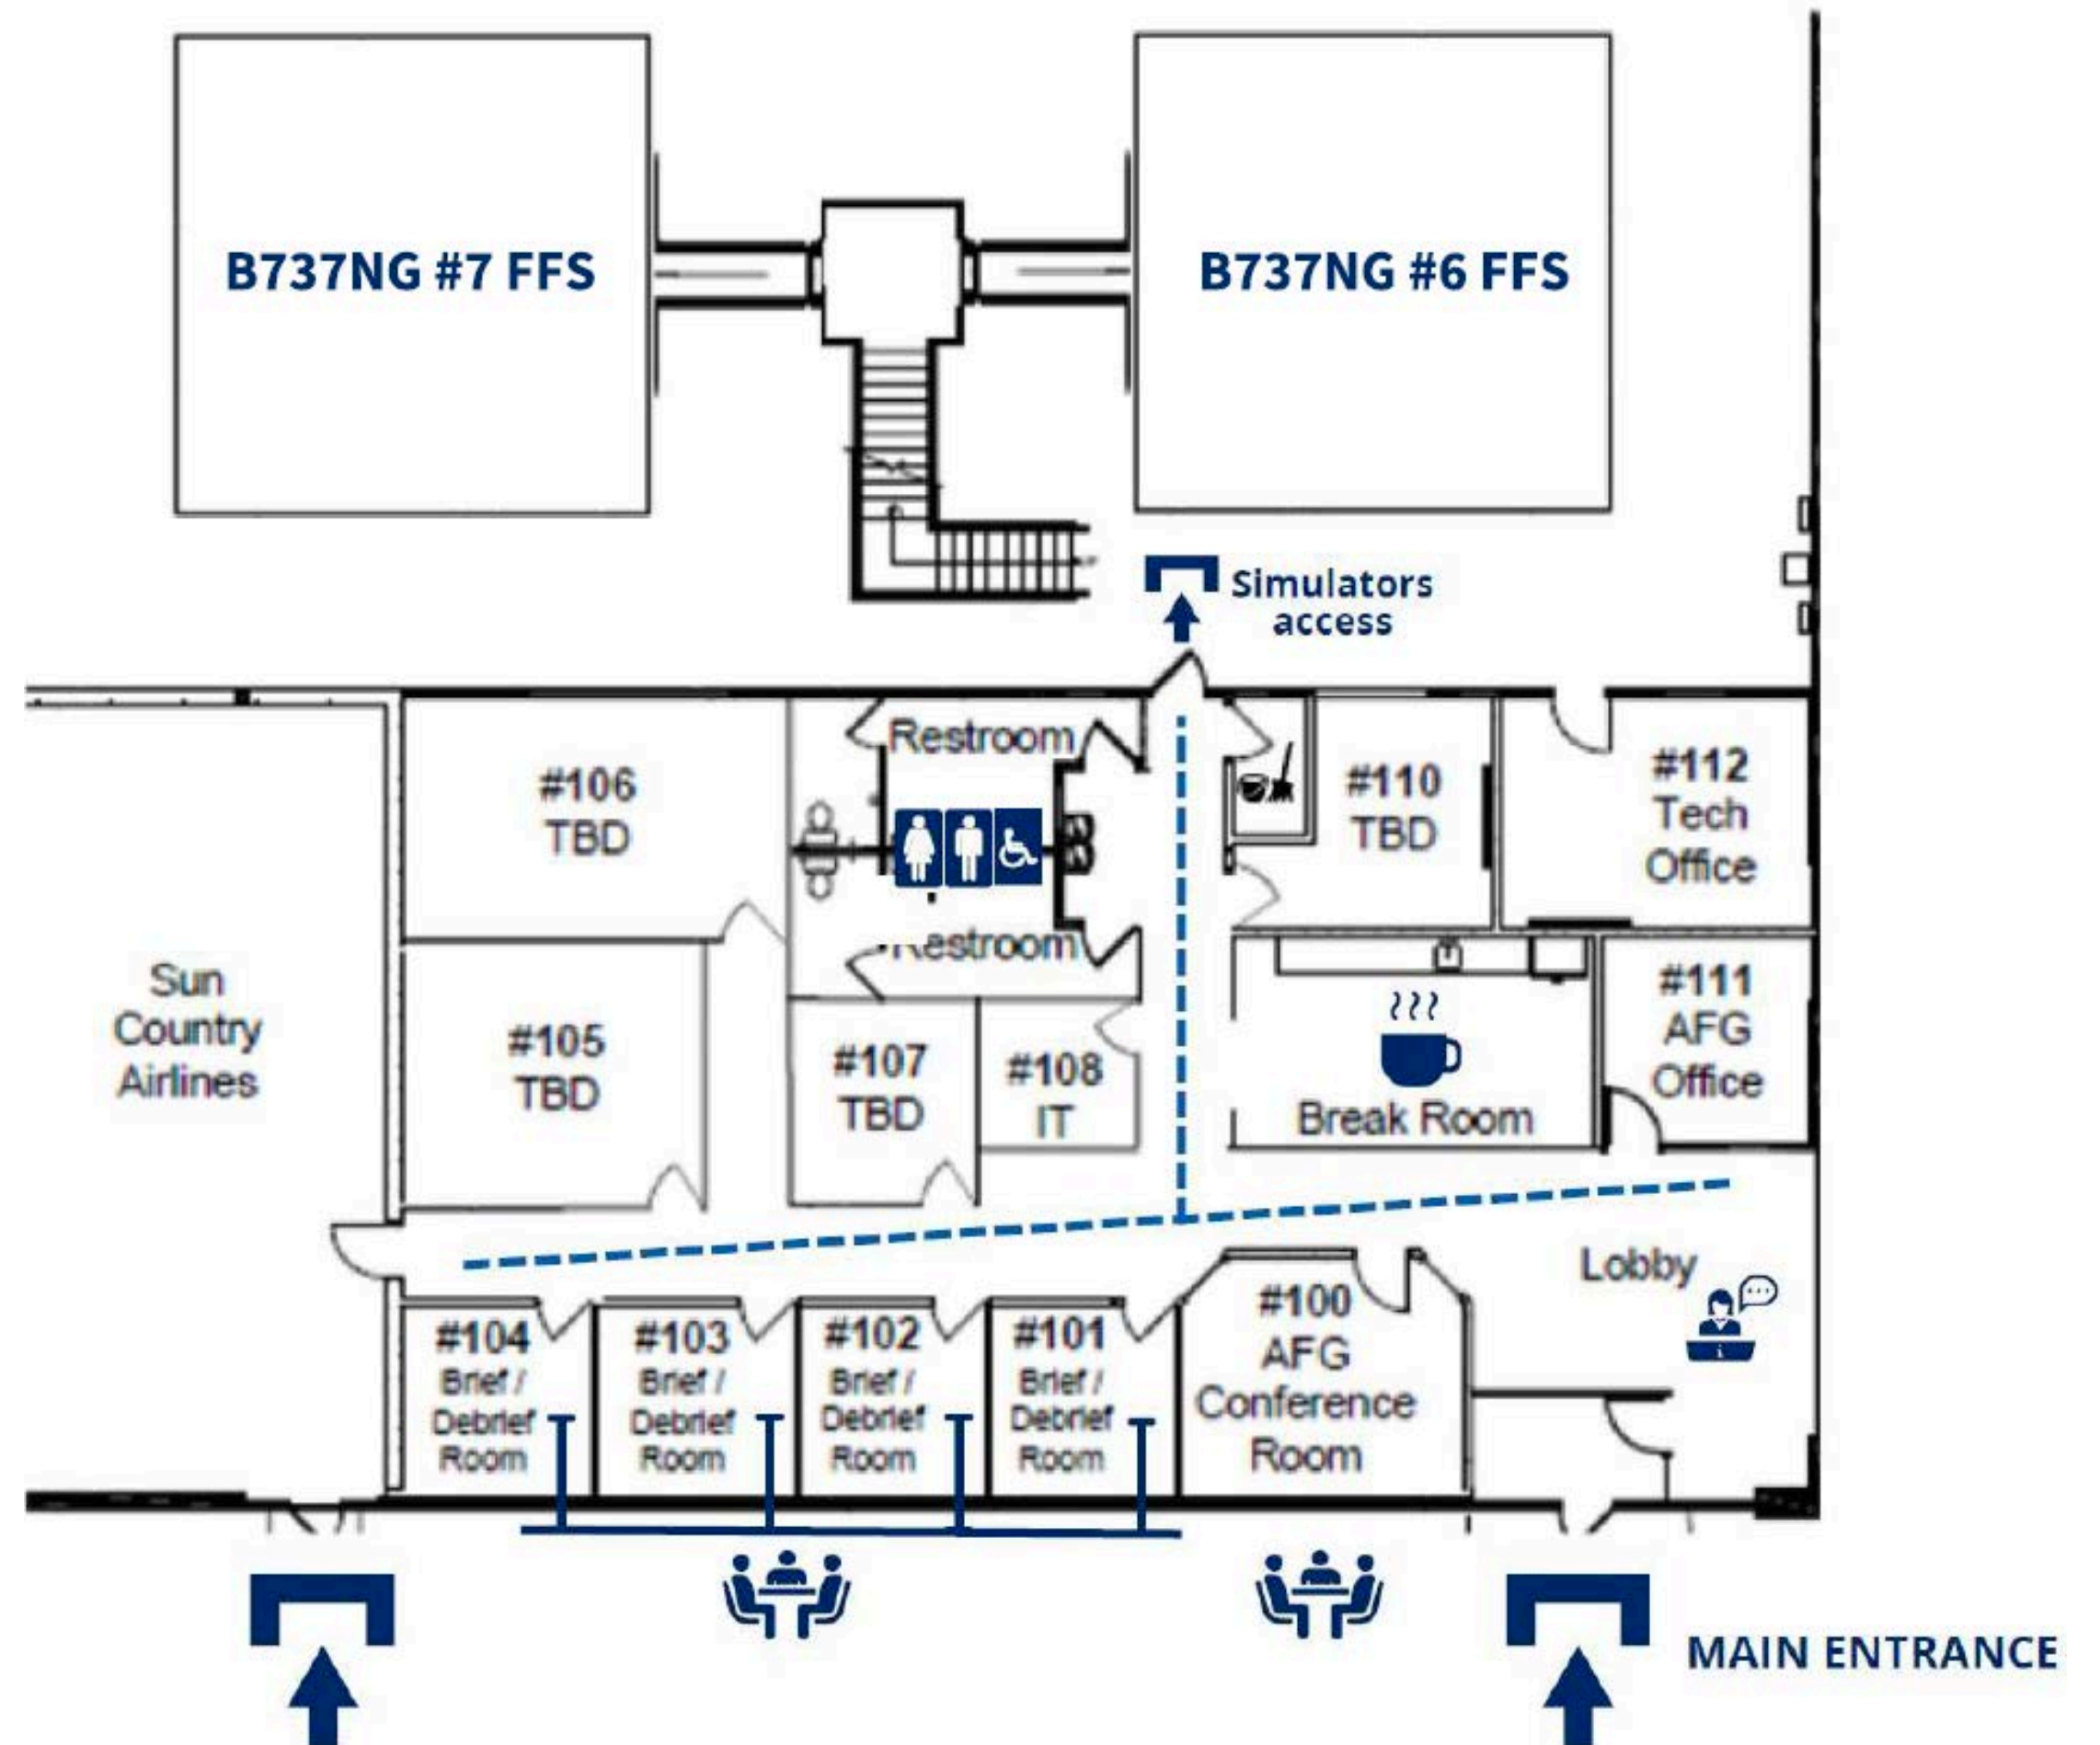 B737NG #7 FFS
B737NG #6 FFS
Simulators
access
Restroom
#106
TBD
#110
TBD
#112
Tech
Office
Restroom
Sun
Country
Airlines
#105
TBD
#107
TBD
#108
IT
Break Room
#111
AFG
Office
Lobby
#104
Brief /
Debrief
Room
#103
Brief /
Debrief
Room
#102
Brief /
Debrief
Room
#101
Brief /
Debrief
Room
#100
AFG
Conference
Room
MAIN ENTRANCE